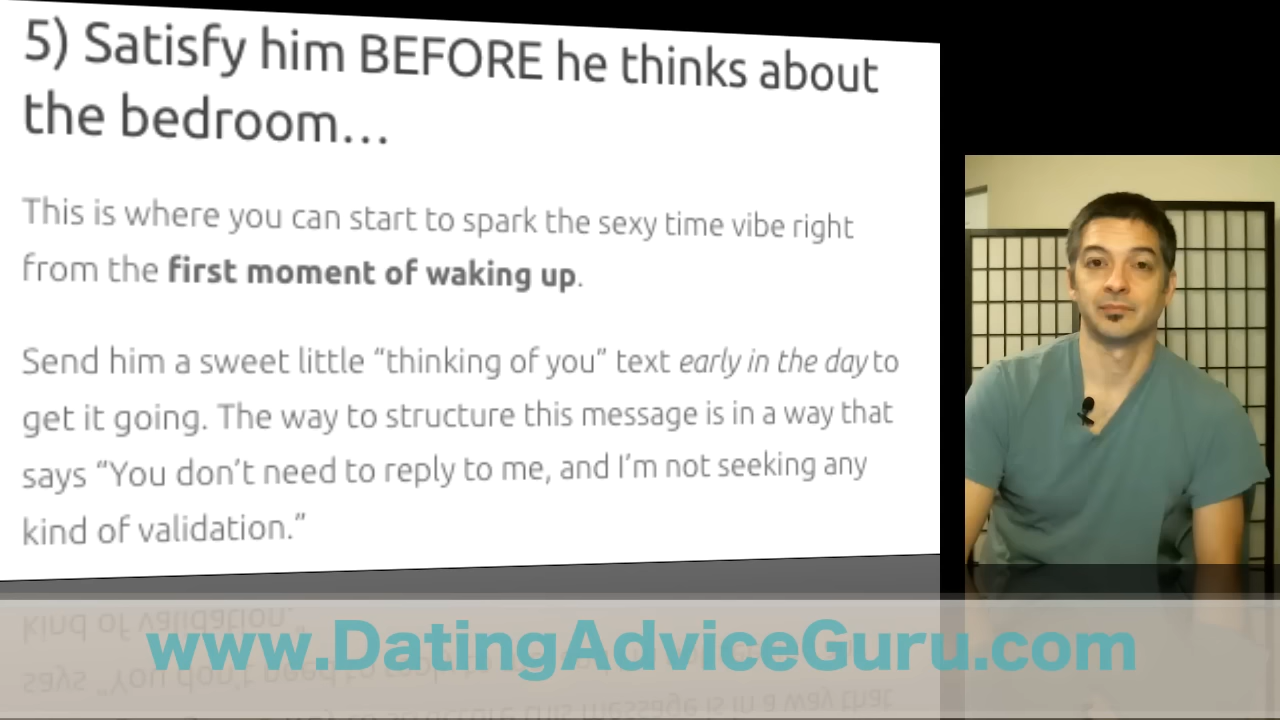 5) Satisfy him BEFORE he thinks about
the bedroom…
This is where you can start to spark the sexy time vibe right
from the first moment of waking up.
Send him a sweet little “thinking of you” text early in the day to
get it going. The way to structure this message is in a way that
says “You don’t need to reply to me, and I’m not seeking any
kind of validation.”
www.DatingAdviceGuru.com